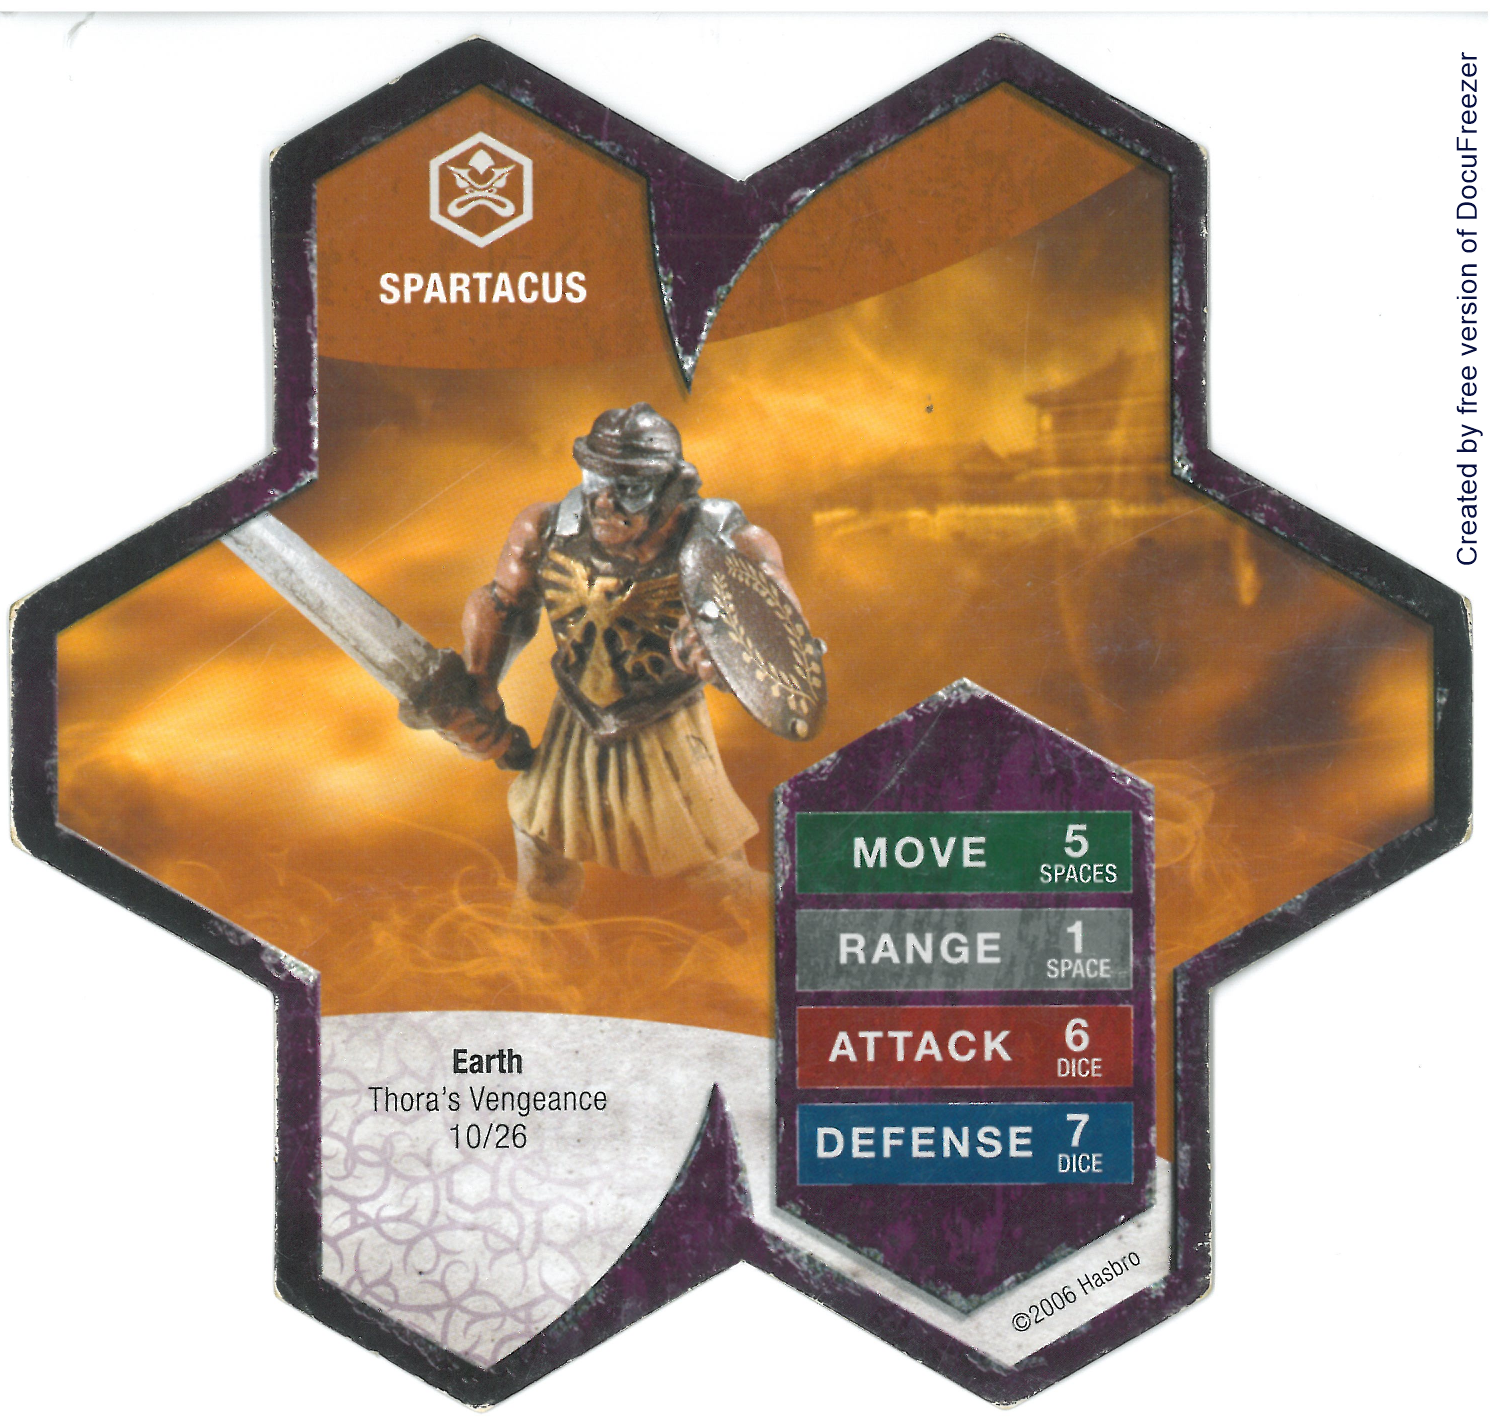 SPARTACUS
MOVE 5 SPACES
RANGE 1 SPACE
ATTACK 6 DICE
DEFENSE 7 DICE
Earth
Thora's Vengeance
10/26
©2006 Hasbro
Created by free version of DocuFreezer